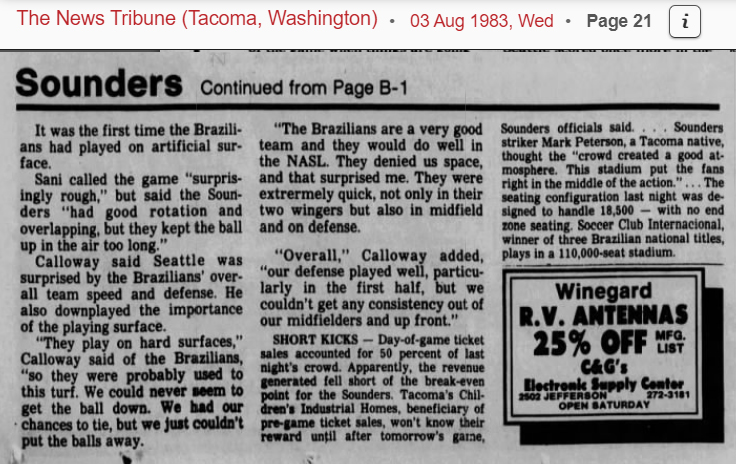 The News Tribune (Tacoma, Washington) • 03 Aug 1983, Wed • Page 21
Sounders Continued from Page B-1
It was the first time the Brazili-
ans had played on artificial sur-
face.
Sani called the game "surpris-
ingly rough," but said the Soun-
ders "had good rotation and
overlapping, but they kept the ball
up in the air too long."
Calloway said Seattle was
surprised by the Brazilians' over-
all team speed and defense. He
also downplayed the importance
of the playing surface.
"They play on hard surfaces,"
Calloway said of the Brazilians,
"so they were probably used to
this turf. We could never seem to
get the ball down. We had our
chances to tie, but we just couldn't
put the balls away.
"The Brazilians are a very good
team and they would do well in
the NASL. They denied us space,
and that surprised me. They were
extrermely quick, not only in their
two wingers but also in midfield
and on defense.
"Overall," Calloway added,
"our defense played well, particu-
larly in the first half, but we
couldn't get any consistency out of
our midfielders and up front."
SHORT KICKS — Day-of-game ticket
sales accounted for 50 percent of last
night's crowd. Apparently, the revenue
generated fell short of the break-even
point for the Sounders. Tacoma's Chil-
dren's Industrial Homes, beneficiary of
pre-game ticket sales, won't know their
reward until after tomorrow's game,
Sounders officials said. . . . Sounders
striker Mark Peterson, a Tacoma native,
thought the "crowd created a good at-
mosphere. This stadium put the fans
right in the middle of the action." . . . The
seating configuration last night was de-
signed to handle 18,500 — with no end
zone seating. Soccer Club Internacional,
winner of three Brazilian national titles,
plays in a 110,000-seat stadium.
Winegard
R.V. ANTENNAS
25% OFF MFG. LIST
C&G's
Electronic Supply Center
2502 JEFFERSON 272-3181
OPEN SATURDAY